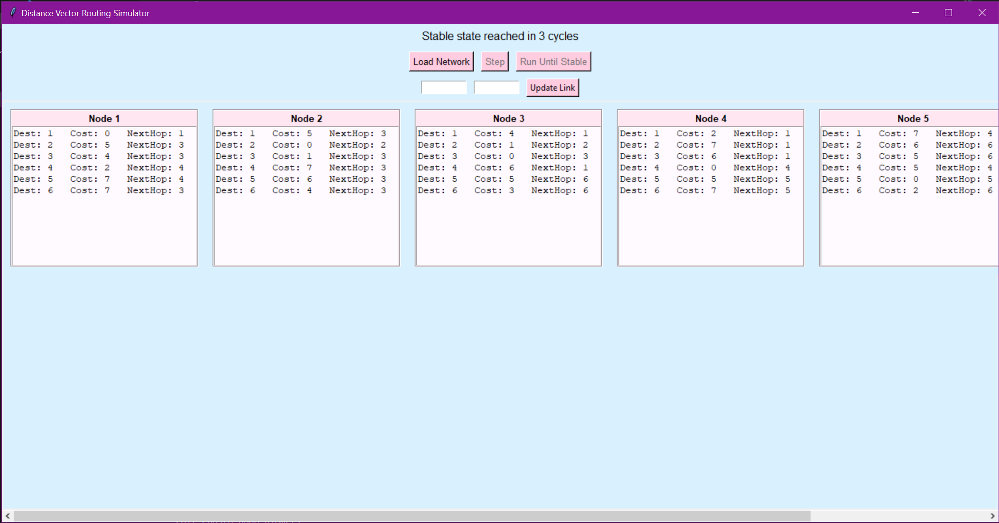 Distance Vector Routing Simulator
Stable state reached in 3 cycles
Load Network Step Run Until Stable
Update Link
Node 1
Dest: 1 Cost: 0 NextHop: 1
Dest: 2 Cost: 5 NextHop: 3
Dest: 3 Cost: 4 NextHop: 3
Dest: 4 Cost: 2 NextHop: 4
Dest: 5 Cost: 7 NextHop: 4
Dest: 6 Cost: 7 NextHop: 3
Node 2
Dest: 1 Cost: 5 NextHop: 3
Dest: 2 Cost: 0 NextHop: 2
Dest: 3 Cost: 1 NextHop: 3
Dest: 4 Cost: 7 NextHop: 3
Dest: 5 Cost: 6 NextHop: 3
Dest: 6 Cost: 4 NextHop: 3
Node 3
Dest: 1 Cost: 4 NextHop: 1
Dest: 2 Cost: 1 NextHop: 2
Dest: 3 Cost: 0 NextHop: 3
Dest: 4 Cost: 6 NextHop: 1
Dest: 5 Cost: 5 NextHop: 6
Dest: 6 Cost: 3 NextHop: 6
Node 4
Dest: 1 Cost: 2 NextHop: 1
Dest: 2 Cost: 7 NextHop: 1
Dest: 3 Cost: 6 NextHop: 1
Dest: 4 Cost: 0 NextHop: 4
Dest: 5 Cost: 5 NextHop: 5
Dest: 6 Cost: 7 NextHop: 5
Node 5
Dest: 1 Cost: 7 NextHop: 4
Dest: 2 Cost: 6 NextHop: 6
Dest: 3 Cost: 5 NextHop: 6
Dest: 4 Cost: 5 NextHop: 4
Dest: 5 Cost: 0 NextHop: 5
Dest: 6 Cost: 2 NextHop: 6